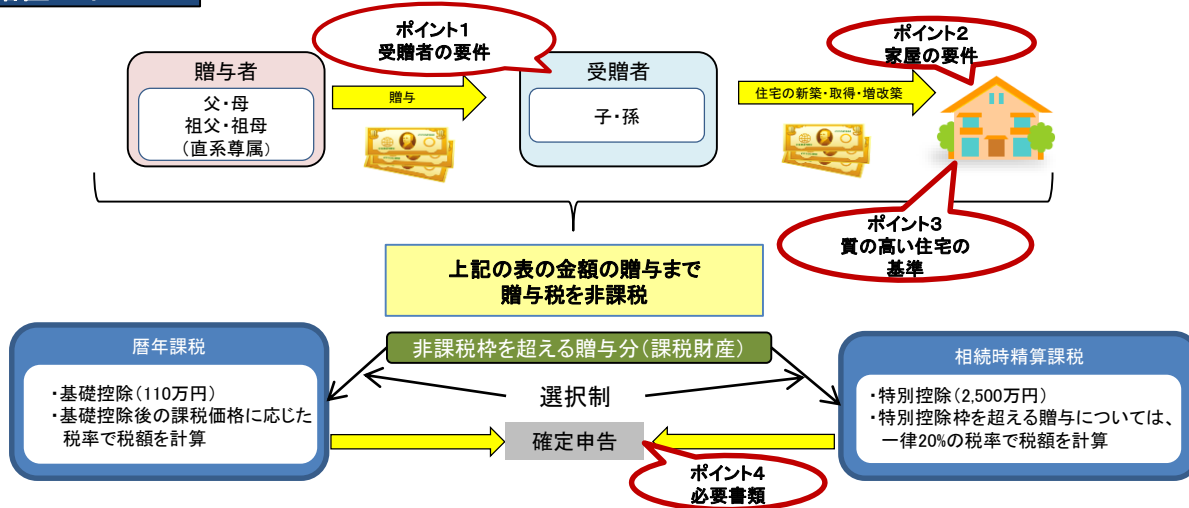 ポイント1
受贈者の要件
ポイント2
家屋の要件
贈与者
父・母
祖父・祖母
(直系尊属)
贈与
受贈者
子・孫
住宅の新築・取得・増改築
ポイント3
質の高い住宅の
基準
上記の表の金額の贈与まで
贈与税を非課税
非課税枠を超える贈与分(課税財産)
暦年課税
・基礎控除(110万円)
・基礎控除後の課税価格に応じた
税率で税額を計算
選択制
確定申告
相続時精算課税
・特別控除(2,500万円)
・特別控除枠を超える贈与については、
一律20%の税率で税額を計算
ポイント4
必要書類